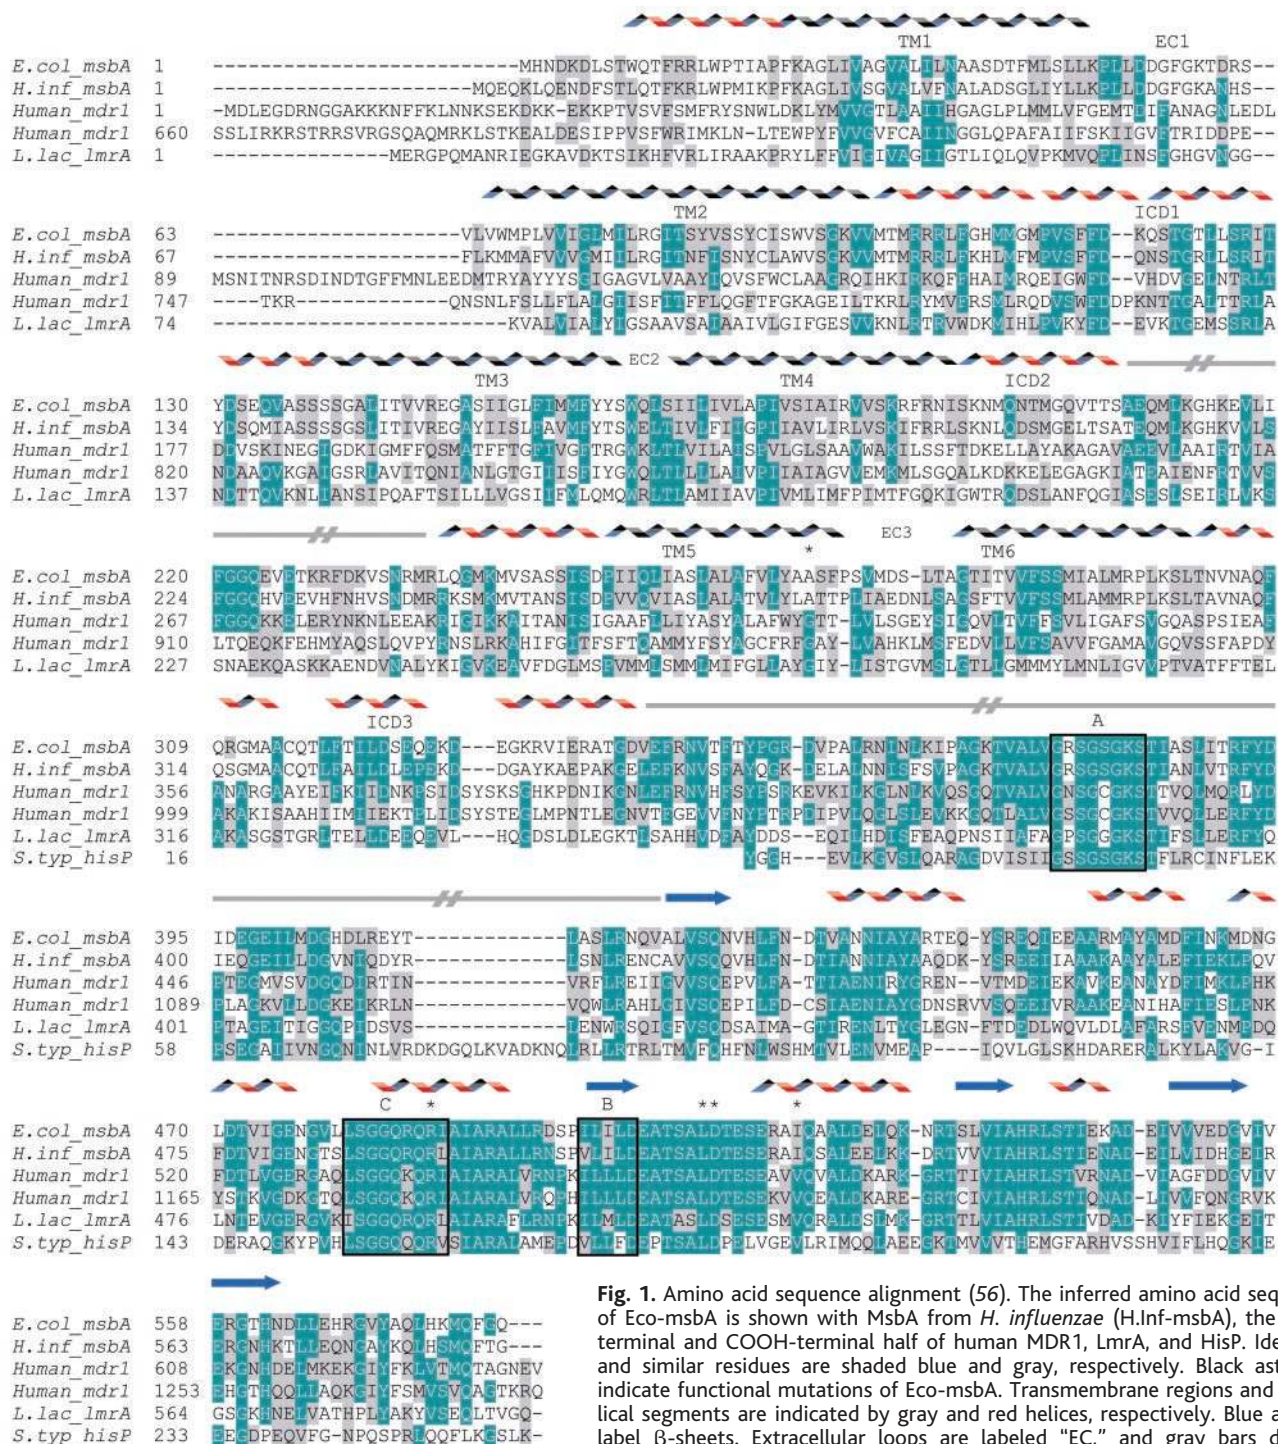 TM1 EC1
E.col_msbA 1 --------------------------MHNDKDLSTWQTFRRLWPTIAPFKAGLIVAGVALILNAASDTFMLSLLKPLLDDGFGKTDRS--
H.inf_msbA 1 ----------------------MQEQKLQENDFSTLQTFKRLWPMIKPFKAGLIVSGVALVFNALADSGLIYLLKPLLDDGFGKANHS--
Human_mdr1 1 -MDLEGDRNGGAKKKNFFKLNNKSEKDKK-EKKPTVSVFSMFRYSNWLDKLYMVVGTLAAIIHGAGLPLMMLVFGEMTDIFANAGNLEDL
Human_mdr1 660 SSLIRKRSTRRSVRGSQAQMRKLSTKEALDESIPPVSFWRIMKLN-LTEWPYFVVGVFCAIINGGLQPAFAIIFSKIIGVFTRIDDPE--
L.lac_lmrA 1 ---------------MERGPQMANRIEGKAVDKTSIKHFVRLIRAAKPRYLFFVIGIVAGIIGTLIQLQVPKMVQPLINSFGHGVNGG--
TM2 ICD1
E.col_msbA 63 ---------------------VLVWMPLVVIGLMILRGITSYVSSYCISWVSGKVVMTMRRRLFGHMMGMPVSFFD--KQSTGTLLSRIT
H.inf_msbA 67 ---------------------FLKMMAFVVVGMIILRGITNFISNYCLAWVSGKVVMTMRRRLFKHLMFMPVSFFD--QNSTGRLLSRIT
Human_mdr1 89 MSNITNRSDINDTGFFMNLEEDMTRYAYYYSGIGAGVLVAAYIQVSFWCLAAGRQIHKIRKQFFHAIMRQEIGWFD--VHDVGELNTRLT
Human_mdr1 747 ----TKR-------------QNSNLFSLLFLALGIISFITFFLQGFTFGKAGEILTKRLRYMVFRSMLRQDVSWFDDPKNTTGALTTRLA
L.lac_lmrA 74 -------------------------KVALVIALYIGSAAVSAIAAIVLGIFGESVVKNLRTRVWDKMIHLPVKYFD--EVKTGEMSSRLA
EC2
TM3 TM4 ICD2
E.col_msbA 130 YDSEQVASSSSGALITVVREGASIIGLFIMMFYYSWQLSIILIVLAPIVSIAIRVVSKRFRNISKNMQNTMGQVTTSAEQMLKGHKEVLI
H.inf_msbA 134 YDSQMIASSSSGSLITIVREGAYIISLFAVMFYTSWELTIVLFIIGPIIAVLIRLVSKIFRRLSKNLQDSMGELTSATEQMLKGHKVVLS
Human_mdr1 177 DDVSKINEGIGDKIGMFFQSMATFFTGFIVGFTRGWKLTLVILAISPVLGLSAAVWAKILSSFTDKELLAYAKAGAVAEEVLAAIRTVIA
Human_mdr1 820 NDAAQVKGAIGSRLAVITQNIANLGTGIIISFIYGWQLTLLLLAIVPIIAIAGVVEMKMLSGQALKDKKELEGAGKIATEAIENFRTVVS
L.lac_lmrA 137 NDTTQVKNLIANSIPQAFTSILLLVGSIIFMLQMQWRLTLAMIIAVPIVMLIMFPIMTFGQKIGWTRQDSLANFQGIASESLSEIRLVKS
EC3
TM5 * TM6
E.col_msbA 220 FGGQEVETKRFDKVSNRMRLQGMKMVSASSISDPIIQLIASLALAFVLYAASFPSVMDS-LTAGTITVVFSSMIALMRPLKSLTNVNAQF
H.inf_msbA 224 FGGQHVEEVHFNHVSNDMRRKSMKMVTANSISDPVVQVIASLALATVLYLATTPLIAEDNLSAGSFTVVFSSMLAMMRPLKSLTAVNAQF
Human_mdr1 267 FGGQKKELERYNKNLEEAKRIGIKKAITANISIGAAFLLIYASYALAFWYGTT-LVLSGEYSIGQVLTVFFSVLIGAFSVGQASPSIEAF
Human_mdr1 910 LTQEQKFEHMYAQSLQVPYRNSLRKAHIFGITFSFTQAMMYFSYAGCFRFGAY-LVAHKLMSFEDVLLVFSAVVFGAMAVGQVSSFAPDY
L.lac_lmrA 227 SNAEKQASKKAENDVNALYKIGVKEAVFDGLMSPVMMLSMMLMIFGLLAYGIY-LISTGVMSLGTLLGMMMYLMNLIGVVPTVATFFTEL
ICD3 A
E.col_msbA 309 QRGMAACQTLFTILDSEQEKD---EGKRVIERATGDVEFRNVTFTYPGR-DVPALRNINLKIPAGKTVALVGRSGSGKSTIASLITRFYD
H.inf_msbA 314 QSGMAACQTLFAILDLEPEKD---DGAYKAEPAKGELEFKNVSFAYQGK-DELALNNISFSVPAGKTVALVGRSGSGKSTIANLVTRFYD
Human_mdr1 356 ANARGAAYEIFKIIDNKPSIDSYSKSGHKPDNIKGNLEFRNVHFSYPSRKEVKILKGLNLKVQSGQTVALVGNSGCGKSTTVQLMQRLYD
Human_mdr1 999 AKAKISAAHIIMIIEKTPLIDSYSTEGLMPNTLEGNVTFGEVVFNYPTRPDIPVLQGLSLEVKKGQTLALVGSSGCGKSTVVQLLERFYD
L.lac_lmrA 316 AKASGSTGRLTELLDEEQEVL---HQGDSLDLEGKTLSAHHVDFAYDDS-EQILHDISFEAQPNSIIAFAGPSGGGKSTIFSLLERFYQ
S.typ_hisP 16 YGGH---EVLKGVSLQARAGDVISIIGSSGSGKSTFLRCINFLEK
E.col_msbA 395 IDEGEILMDGHDLREYT-------------LASLRNQVALVSQNVHLFN-DTVANNIAYARTEQ-YSREQIEEAARMAYAMDFINKMDNG
H.inf_msbA 400 IEQGEILLDGVNIQDYR-------------LSNLRENCAVVSQQVHLFN-DTIANNIAYAAQDK-YSREEIIAAAKAAYALEFIEKLPQV
Human_mdr1 446 PTEGMVSVDGQDIRTIN-------------VRFLREIIGVVSQEPVLFA-TTIAENIRYGREN--VTMDEIEKAVKEANAYDFIMKLPHK
Human_mdr1 1089 PLAGKVLLDGKEIKRLN-------------VQWLRAHLGIVSQEPILFD-CSIAENIAYGDNSRVVSQEEIVRAAKEANIHAFIESLPNK
L.lac_lmrA 401 PTAGEITIGGQPIDSVS-------------LENWRSQIGFVSQDSAIMA-GTIRENLTYGLEGN-FTDEDLWQVLDLAFARSFVENMPDQ
S.typ_hisP 58 PSEGAIIVNGQNINLVRDKDGQLKVADKNQLRLLRTRLTMVFQHFNLWSHMTVLENVMEAP----IQVLGLSKHDARERALKYLAKVG-I
C * B ** *
E.col_msbA 470 LDTVIGENGVLLSGGQRQRIAIARALLRDSPILILDEATSALDTESERAIQAALDELQK-NRTSLVIAHRLSTIEKAD-EIVVVEDGVIV
H.inf_msbA 475 FDTVIGENGTSLSGGQRQRLAIARALLRNSPVLILDEATSALDTESERAIQSALEELKK-DRTVVVIAHRLSTIENAD-EILVIDHGEIR
Human_mdr1 520 FDTLVGERGAQLSGGQKQRIAIARALVRNPKILLLDEATSALDTESEAVVQVALDKARK-GRTTIVIAHRLSTVRNAD-VIAGFDDGVIV
Human_mdr1 1165 YSTKVGDKGTQLSGGQKQRIAIARALVRQPHILLLDEATSALDTESEKVVQEALDKARE-GRTCIVIAHRLSTIQNAD-LIVVFQNGRVK
L.lac_lmrA 476 LNTEVGERGVKISGGQRQRLAIARAFLRNPKILMLDEATASLDSESESMVQRALESLMK-GRTTLVIAHRLSTIVDAD-KIYFIEKGEIT
S.typ_hisP 143 DERAQGKYPVHLSGGQQQRVSIARALAMEPDVLLFDEPTSALDPELVGEVLRIMQQLAEEGKTMVVVTHEMGFARHVSSHVIFLHQGKIE
E.col_msbA 558 ERGTHNDLLEHRGVYAQLHKMQFGQ---
H.inf_msbA 563 ERGNHKTLLEQNGAYKQLHSMQFTG---
Human_mdr1 608 EKGNHDELMKEKGIYFKLVTMQTAGNEV
Human_mdr1 1253 EHGTHQQLLAQKGIYFSMVSVQAGTKRQ
L.lac_lmrA 564 GSGKHNELVATHPLYAKYVSEQLTVGQ-
S.typ hisP 233 EEGDPEQVFG-NPQSPRLQQFLKGSLK-
Fig. 1. Amino acid sequence alignment (56). The inferred amino acid sequ
of Eco-msbA is shown with MsbA from H. influenzae (H.Inf-msbA), the
terminal and COOH-terminal half of human MDR1, LmrA, and HisP. Ide
and similar residues are shaded blue and gray, respectively. Black ast
indicate functional mutations of Eco-msbA. Transmembrane regions and
lical segments are indicated by gray and red helices, respectively. Blue a
label β-sheets. Extracellular loops are labeled "EC," and gray bars d